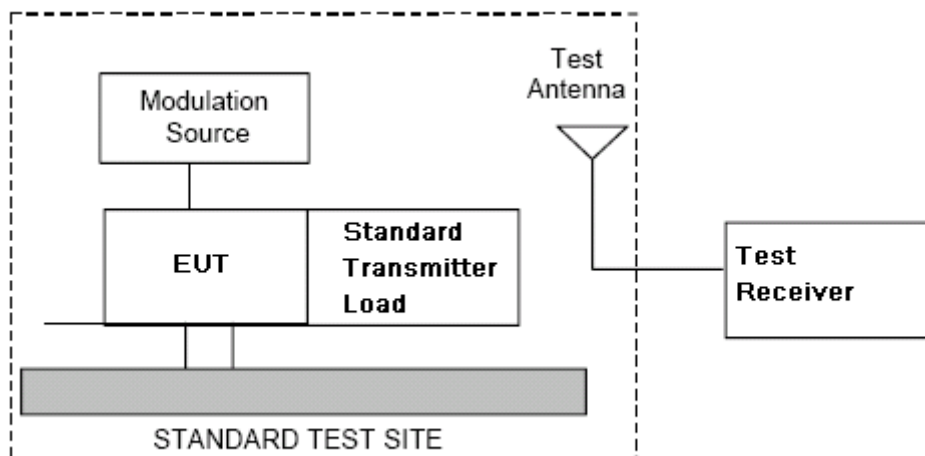 Test
Antenna
Modulation
Source
EUT
Standard
Transmitter
Load
Test
Receiver
STANDARD TEST SITE